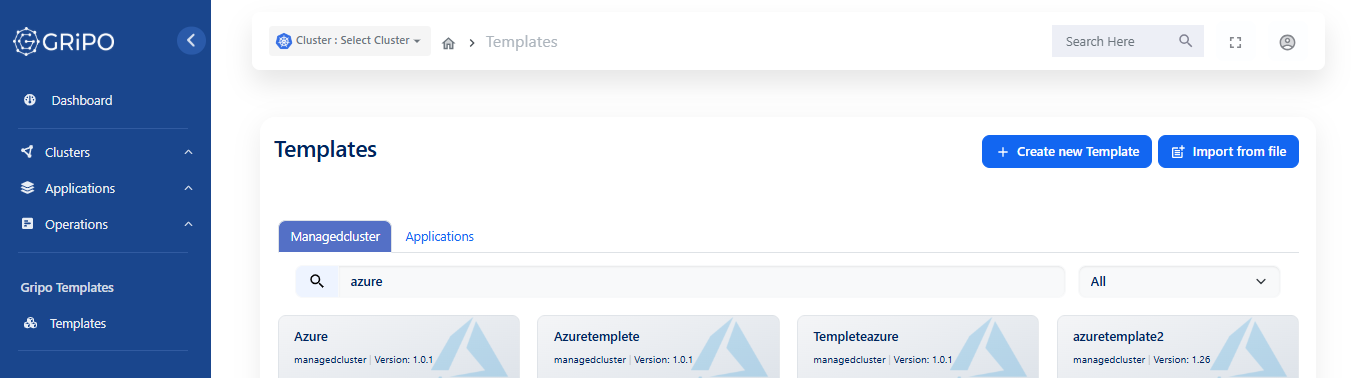 GRiPO
Cluster : Select Cluster
Templates
Search Here
Dashboard
Clusters
Applications
Operations
Gripo Templates
Templates
Templates
Create new Template
Import from file
Managedcluster
Applications
azure
All
Azure
managedcluster | Version: 1.0.1
Azuretemplete
managedcluster | Version: 1.0.1
Templeteazure
managedcluster | Version: 1.0.1
azuretemplate2
managedcluster | Version: 1.26